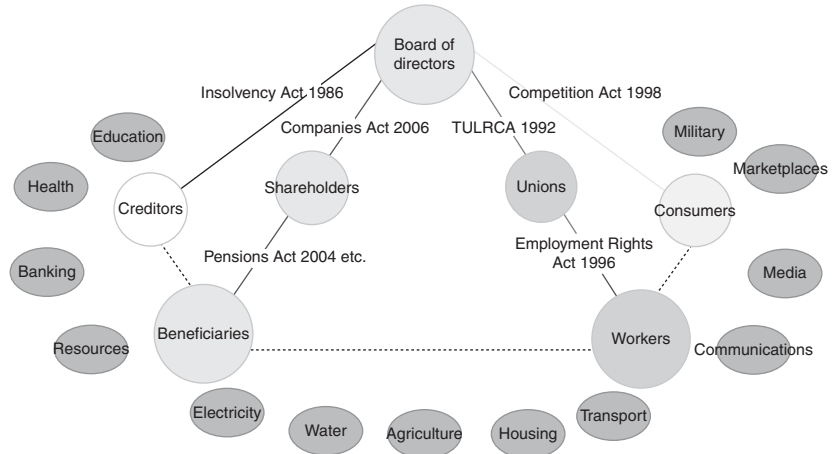 Board of
directors
Insolvency Act 1986
Competition Act 1998
Companies Act 2006
TULRCA 1992
Education
Military
Marketplaces
Health
Creditors
Shareholders
Unions
Consumers
Pensions Act 2004 etc.
Employment Rights
Act 1996
Banking
Media
Beneficiaries
Workers
Resources
Communications
Electricity
Water
Agriculture
Housing
Transport